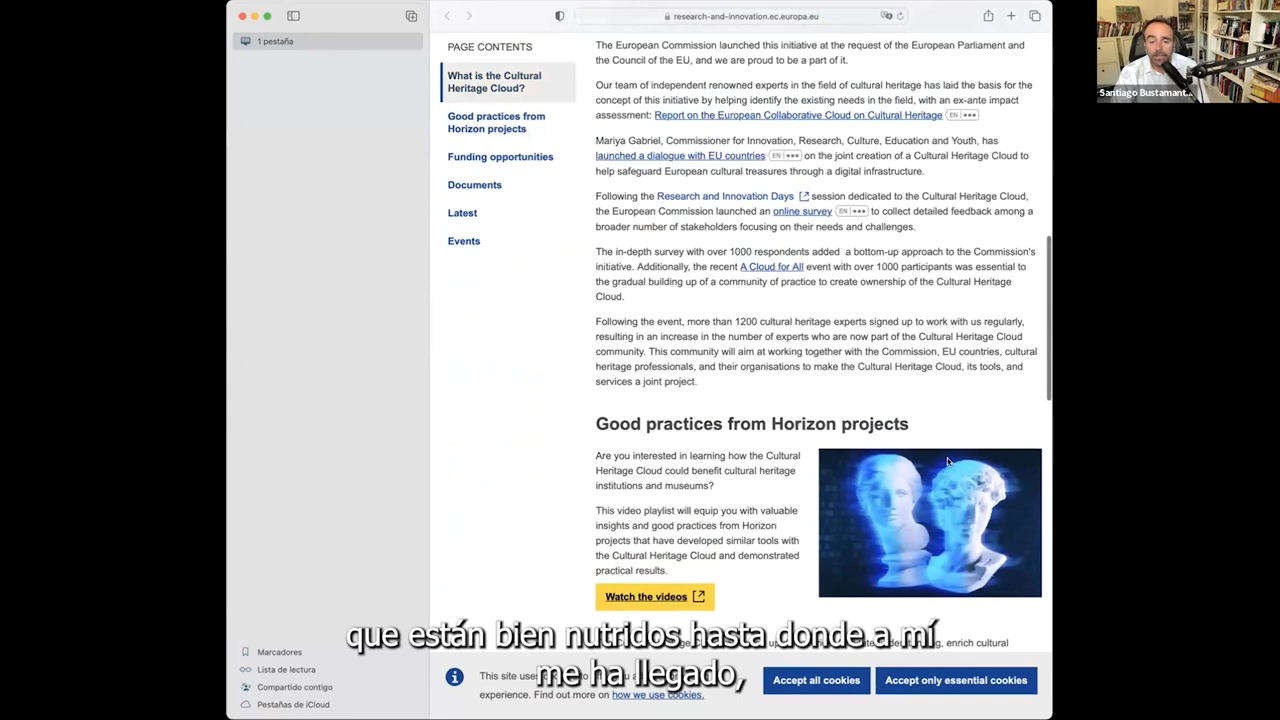 1 pestaña
research-and-innovation.ec.europa.eu
Santiago Bustamant...
PAGE CONTENTS
What is the Cultural
Heritage Cloud?
Good practices from
Horizon projects
Funding opportunities
Documents
Latest
Events
The European Commission launched this initiative at the request of the European Parliament and
the Council of the EU, and we are proud to be a part of it.
Our team of independent renowned experts in the field of cultural heritage has laid the basis for the
concept of this initiative by helping identify the existing needs in the field, with an ex-ante impact
assessment: Report on the European Collaborative Cloud on Cultural Heritage EN •••
Mariya Gabriel, Commissioner for Innovation, Research, Culture, Education and Youth, has
launched a dialogue with EU countries EN ••• on the joint creation of a Cultural Heritage Cloud to
help safeguard European cultural treasures through a digital infrastructure.
Following the Research and Innovation Days session dedicated to the Cultural Heritage Cloud,
the European Commission launched an online survey EN ••• to collect detailed feedback among a
broader number of stakeholders focusing on their needs and challenges.
The in-depth survey with over 1000 respondents added a bottom-up approach to the Commission's
initiative. Additionally, the recent A Cloud for All event with over 1000 participants was essential to
the gradual building up of a community of practice to create ownership of the Cultural Heritage
Cloud.
Following the event, more than 1200 cultural heritage experts signed up to work with us regularly,
resulting in an increase in the number of experts who are now part of the Cultural Heritage Cloud
community. This community will aim at working together with the Commission, EU countries, cultural
heritage professionals, and their organisations to make the Cultural Heritage Cloud, its tools, and
services a joint project.
Good practices from Horizon projects
Are you interested in learning how the Cultural
Heritage Cloud could benefit cultural heritage
institutions and museums?
This video playlist will equip you with valuable
insights and good practices from Horizon
projects that have developed similar tools with
the Cultural Heritage Cloud and demonstrated
practical results.
Watch the videos
enrich cultural
que están bien nutridos hasta donde a mí
me ha llegado,
Marcadores
Lista de lectura
Compartido contigo
Pestañas de iCloud
This site uses
experience. Find out more on how we use cookies.
Accept all cookies
Accept only essential cookies